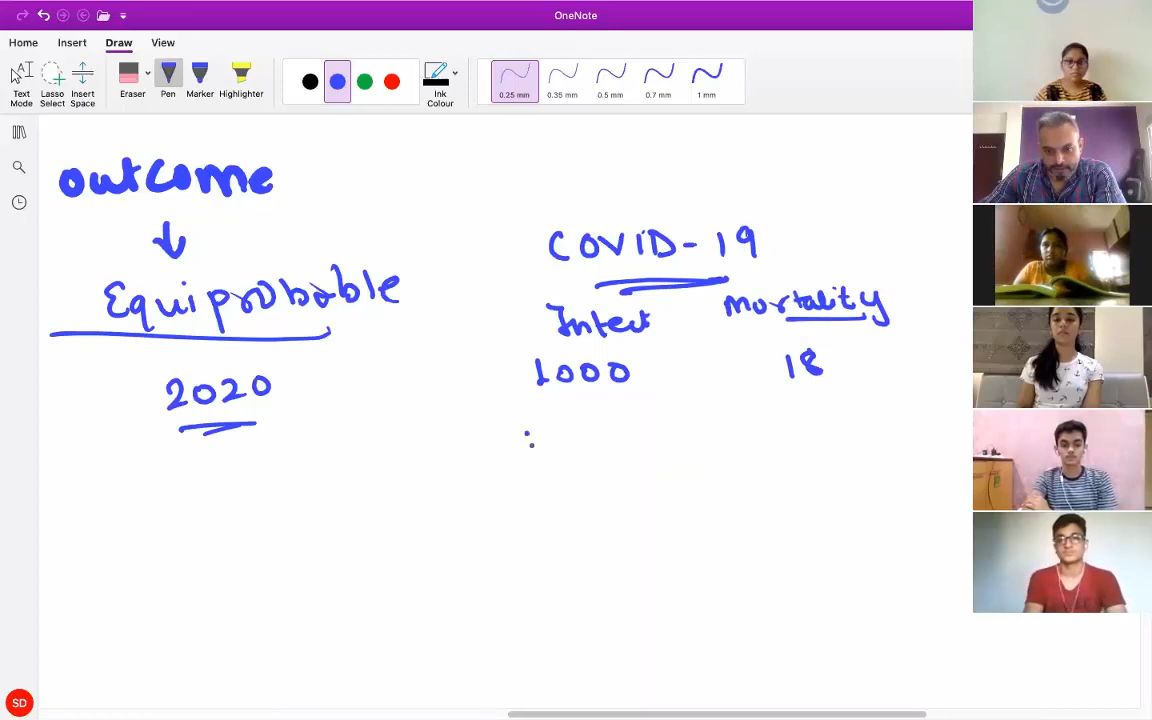 OneNote
Home Insert Draw View
Text Mode
Lasso Select
Insert Space
Eraser
Pen
Marker
Highlighter
Ink Colour
0.25 mm
0.35 mm
0.5 mm
0.7 mm
1 mm
outcome
Equiprobable
2020
COVID-19
Infect Mortality
1000 18
SD